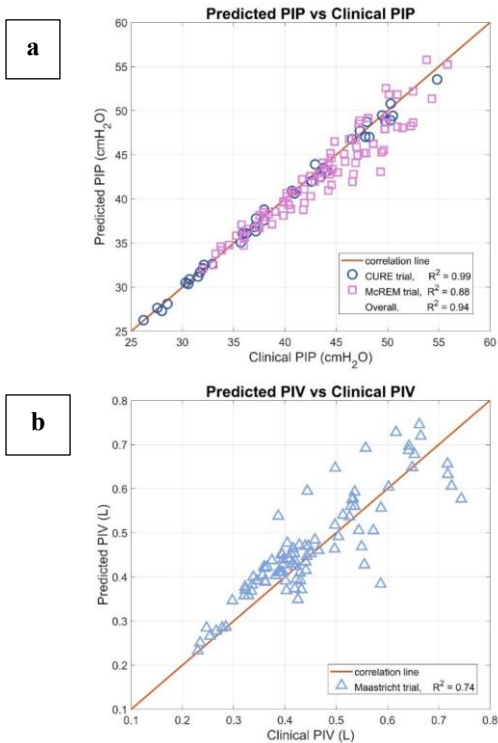 a
Predicted PIP vs Clinical PIP
60
55
50
45
40
35
30
25
Predicted PIP (cmH2O)
correlation line
CURE trial, R2 = 0.99
McREM trial, R2 = 0.88
Overall, R2 = 0.94
25 30 35 40 45 50 55 60
Clinical PIP (cmH2O)
b
Predicted PIV vs Clinical PIV
0.8
0.7
0.6
0.5
0.4
0.3
0.2
0.1
Predicted PIV (L)
correlation line
Maastricht trial, R2 = 0.74
0.1 0.2 0.3 0.4 0.5 0.6 0.7 0.8
Clinical PIV (L)